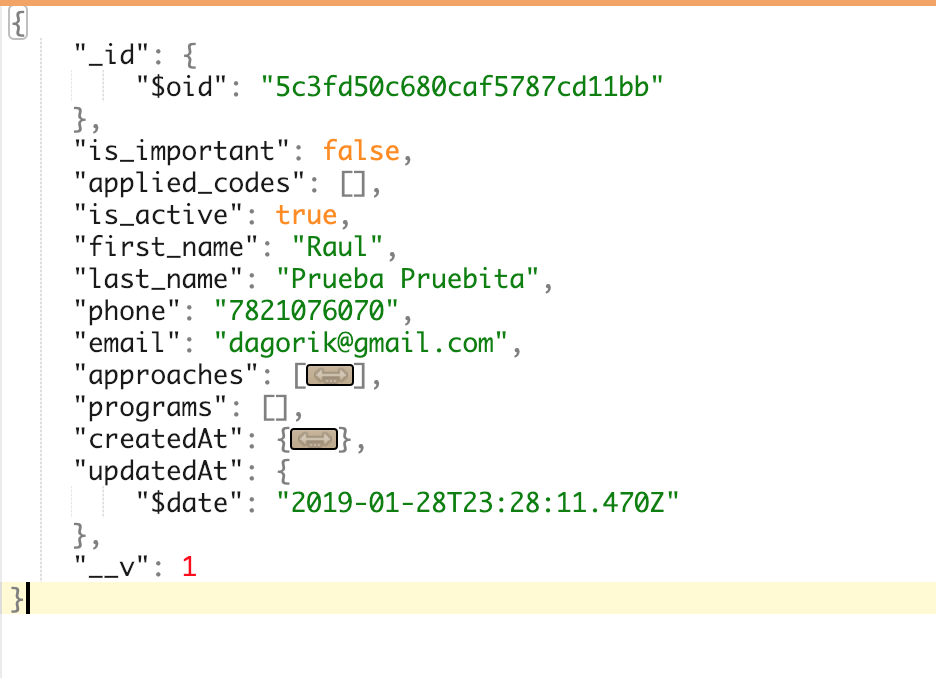 {
"_id": {
"$oid": "5c3fd50c680caf5787cd11bb"
},
"is_important": false,
"applied_codes": [],
"is_active": true,
"first_name": "Raul",
"last_name": "Prueba Pruebita",
"phone": "7821076070",
"email": "dagorik@gmail.com",
"approaches": [...],
"programs": [],
"createdAt": {...},
"updatedAt": {
"$date": "2019-01-28T23:28:11.470Z"
},
"__v": 1
}